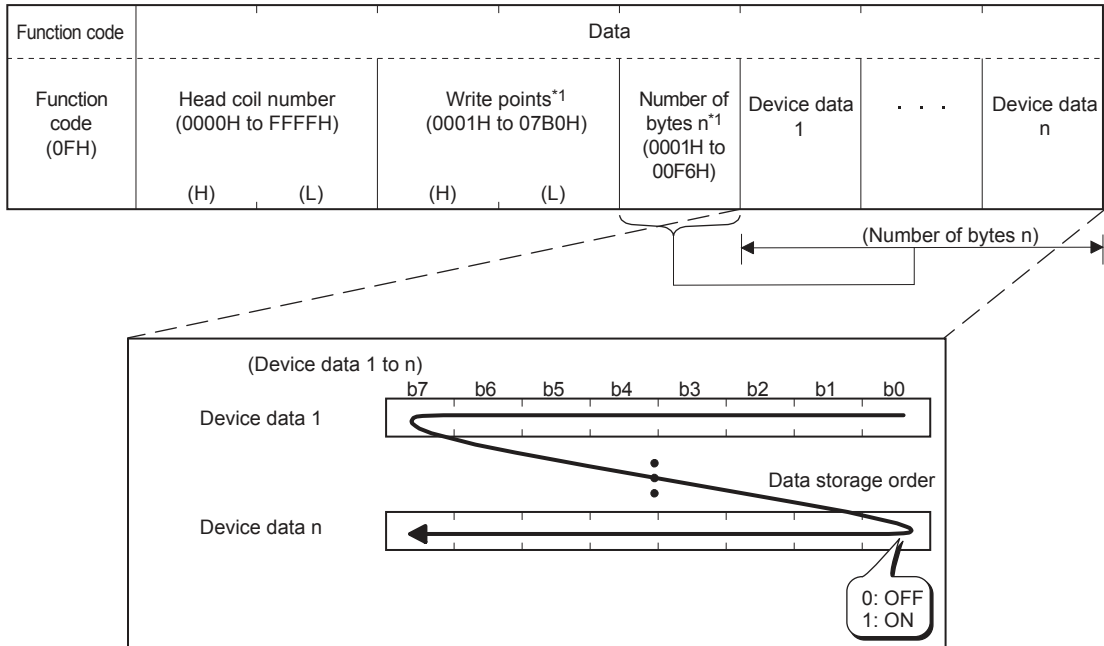 Function code
Data
Function
code
(0FH)
Head coil number
(0000H to FFFFH)
(H)
(L)
Write points*1
(0001H to 07B0H)
(H)
(L)
Number of
bytes n*1
(0001H to
00F6H)
Device data
1
. . .
Device data
n
(Number of bytes n)
(Device data 1 to n)
b7 b6 b5 b4 b3 b2 b1 b0
Device data 1
Data storage order
Device data n
0: OFF
1: ON